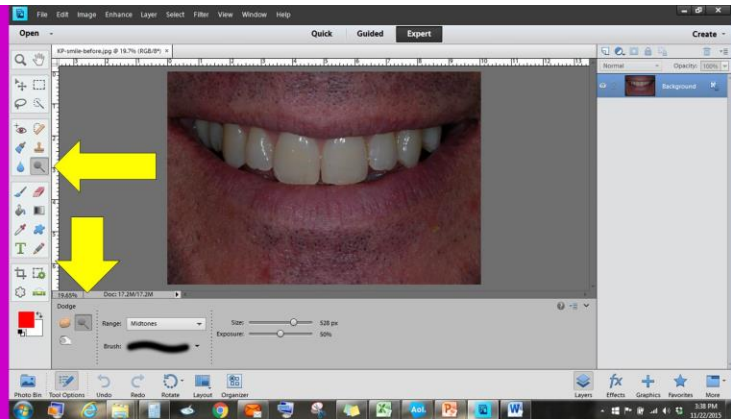 File Edit Image Enhance Layer Select Filter View Window Help
Open Quick Guided Expert Create
KP-smile-before.jpg @ 19.7% (RGB/8*) ×
Normal Opacity: 100%
Background
19.65% Doc: 17.2M/17.2M
Dodge
Range: Midtones Size: 528 px
Exposure: 50%
Brush:
Photo Bin Tool Options Undo Redo Rotate Layout Organizer Layers Effects Graphics Favorites More
Aol.
3:38 PM
11/22/2015